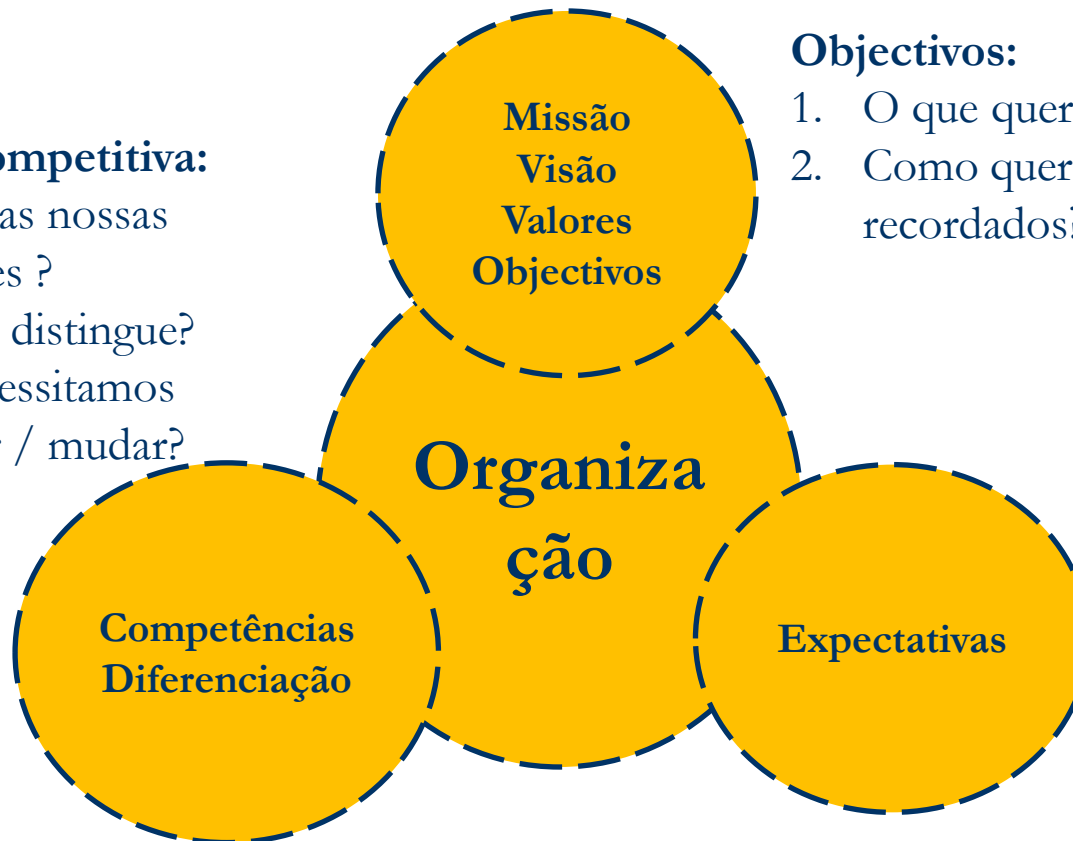 Missão
Visão
Valores
Objectivos
Objectivos:
1. O que quer
2. Como quer
recordados?
ompetitiva:
as nossas
es ?
distingue?
essitamos
r / mudar?
Organiza
ção
Competências
Diferenciação
Expectativas